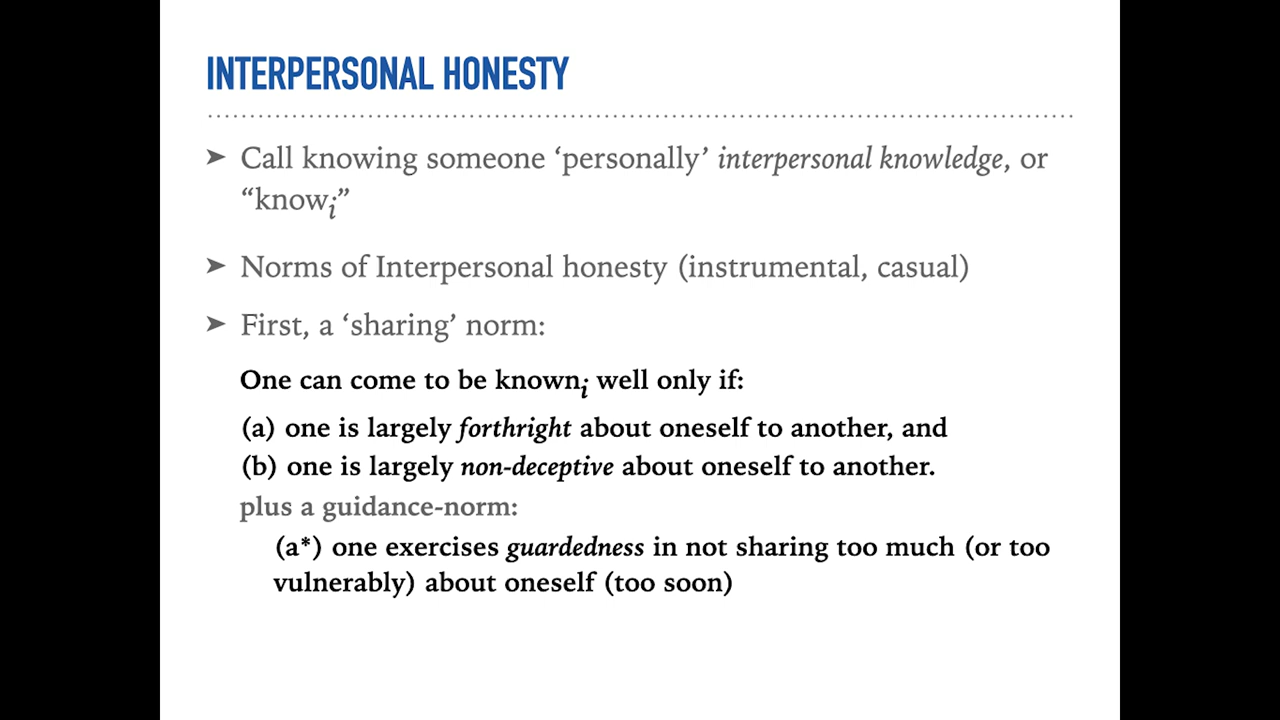 INTERPERSONAL HONESTY
➤ Call knowing someone ‘personally’ interpersonal knowledge, or
“knowᵢ”
➤ Norms of Interpersonal honesty (instrumental, casual)
➤ First, a ‘sharing’ norm:
One can come to be knownᵢ well only if:
(a) one is largely forthright about oneself to another, and
(b) one is largely non-deceptive about oneself to another.
plus a guidance-norm:
(a*) one exercises guardedness in not sharing too much (or too
vulnerably) about oneself (too soon)